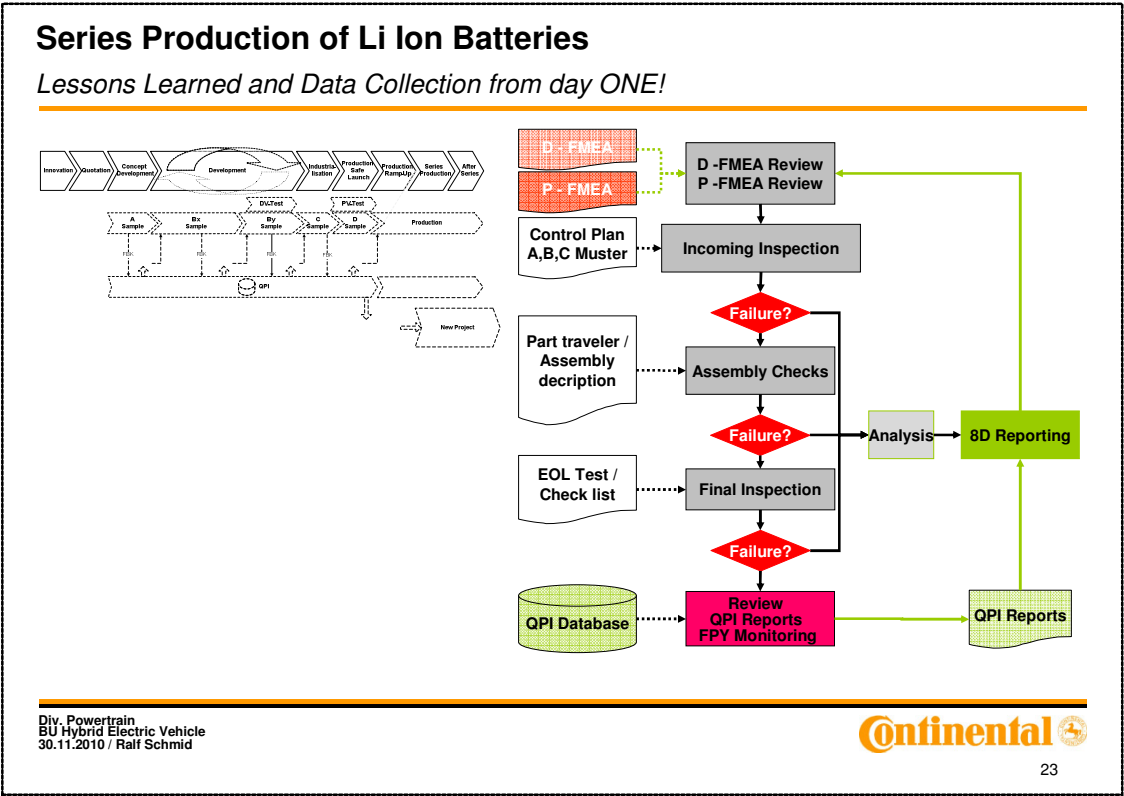 Series Production of Li Ion Batteries
Lessons Learned and Data Collection from day ONE!
Innovation
Quotation
Concept
Development
Development
Industria-
lisation
Production
Safe
Launch
Production
Ramp-Up
Series
Production
After
Series
DV-Test
PV-Test
A
Sample
Bx
Sample
By
Sample
C
Sample
D
Sample
Production
QPI
New Project
D - FMEA
P - FMEA
D -FMEA Review
P -FMEA Review
Control Plan
A,B,C Muster
Incoming Inspection
Failure?
Part traveler /
Assembly
decription
Assembly Checks
Failure?
Analysis
8D Reporting
EOL Test /
Check list
Final Inspection
Failure?
QPI Database
Review
QPI Reports
FPY Monitoring
QPI Reports
Div. Powertrain
BU Hybrid Electric Vehicle
30.11.2010 / Ralf Schmid
Continental
23